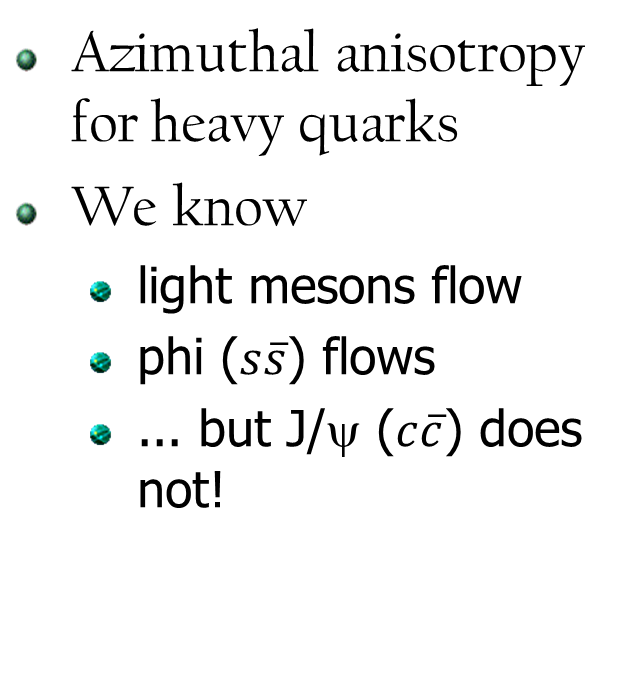 Azimuthal anisotropy
for heavy quarks
We know
light mesons flow
phi (ss̄) flows
... but J/ψ (cc̄) does
not!